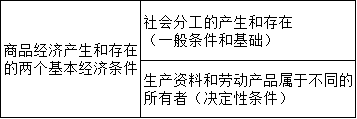 商品经济产生和存在
的两个基本经济条件
社会分工的产生和存在
（一般条件和基础）
生产资料和劳动产品属于不同的
所有者（决定性条件）